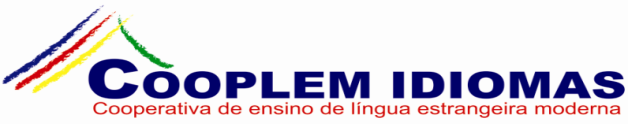 COOPLEM IDIOMAS
Cooperativa de ensino de língua estrangeira moderna